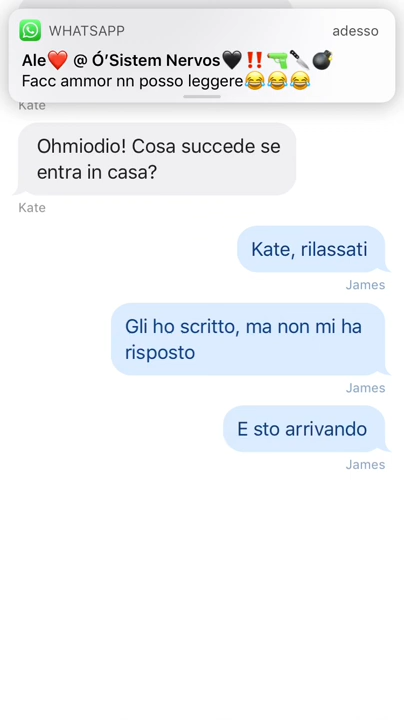 WHATSAPP adesso
Ale❤️ @ Ó’Sistem Nervos🖤‼️🔫🔪💣
Facc ammor nn posso leggere😂😂😂
Kate
Ohmiodio! Cosa succede se
entra in casa?
Kate
Kate, rilassati
James
Gli ho scritto, ma non mi ha
risposto
James
E sto arrivando
James